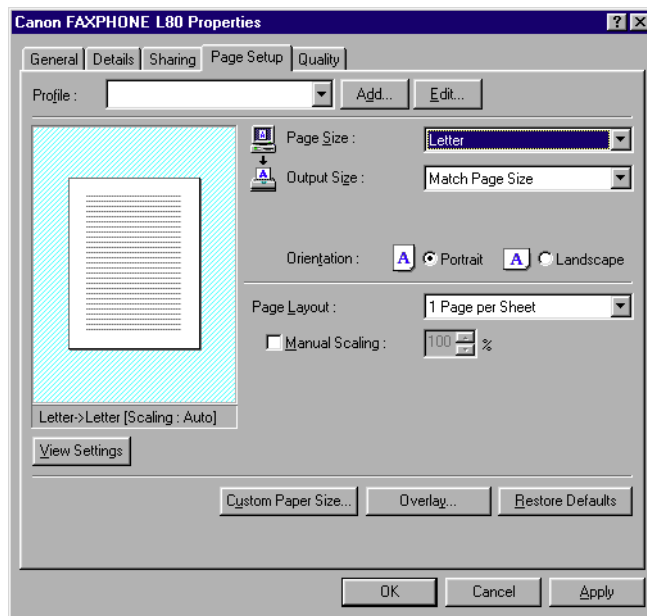 Canon FAXPHONE L80 Properties
General Details Sharing Page Setup Quality
Profile : Add... Edit...
Page Size : Letter
Output Size : Match Page Size
Orientation : A Portrait A Landscape
Page Layout : 1 Page per Sheet
Manual Scaling : 100 %
Letter->Letter [Scaling : Auto]
View Settings
Custom Paper Size... Overlay... Restore Defaults
OK Cancel Apply